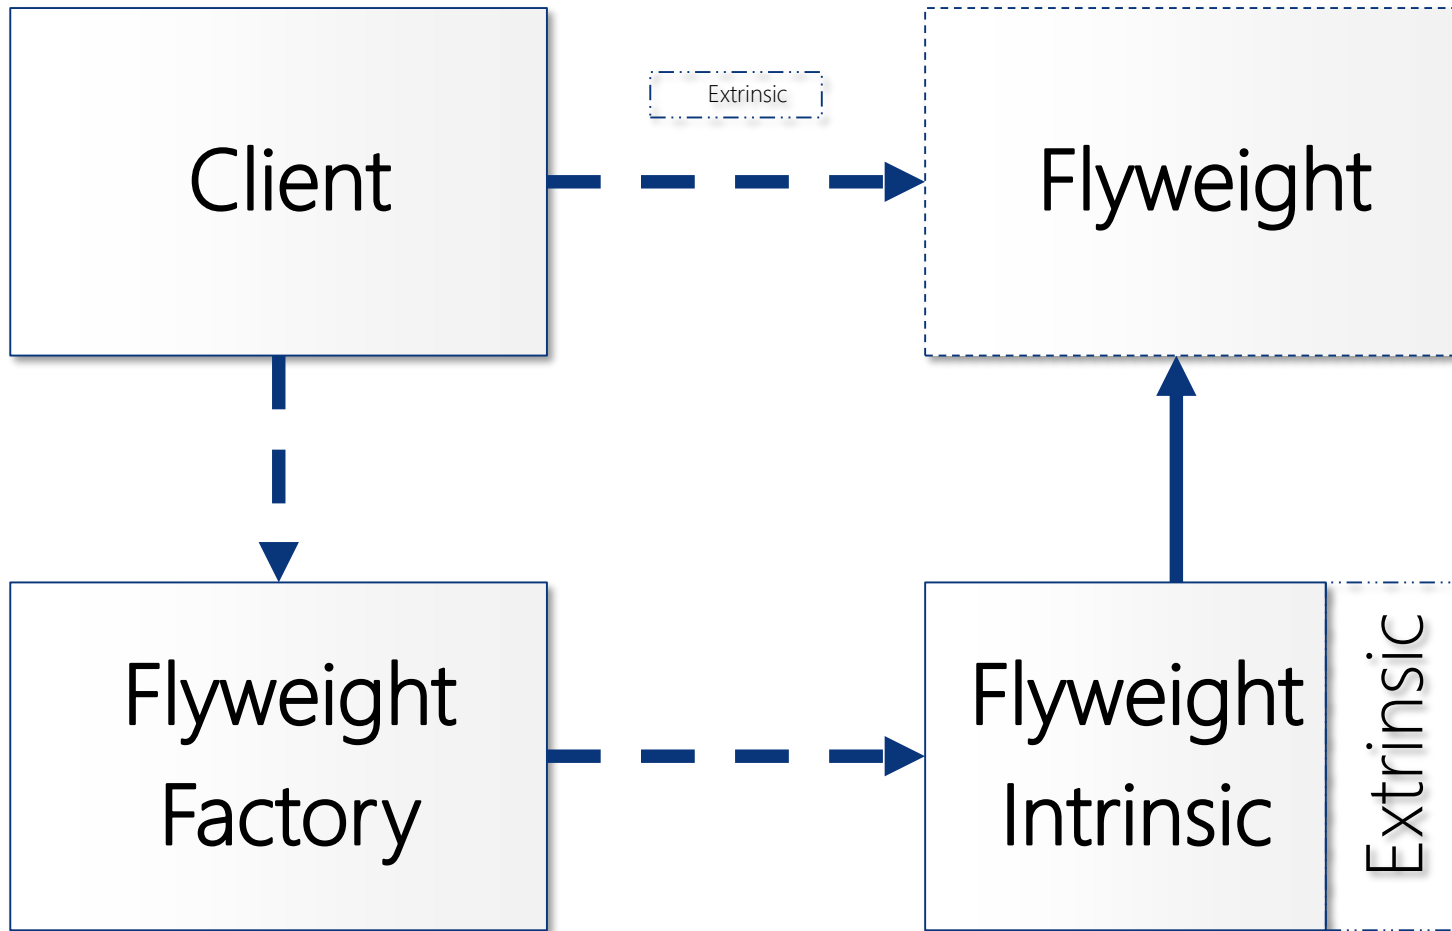 Client
Extrinsic
Flyweight
Flyweight
Factory
Flyweight
Intrinsic
Extrinsic